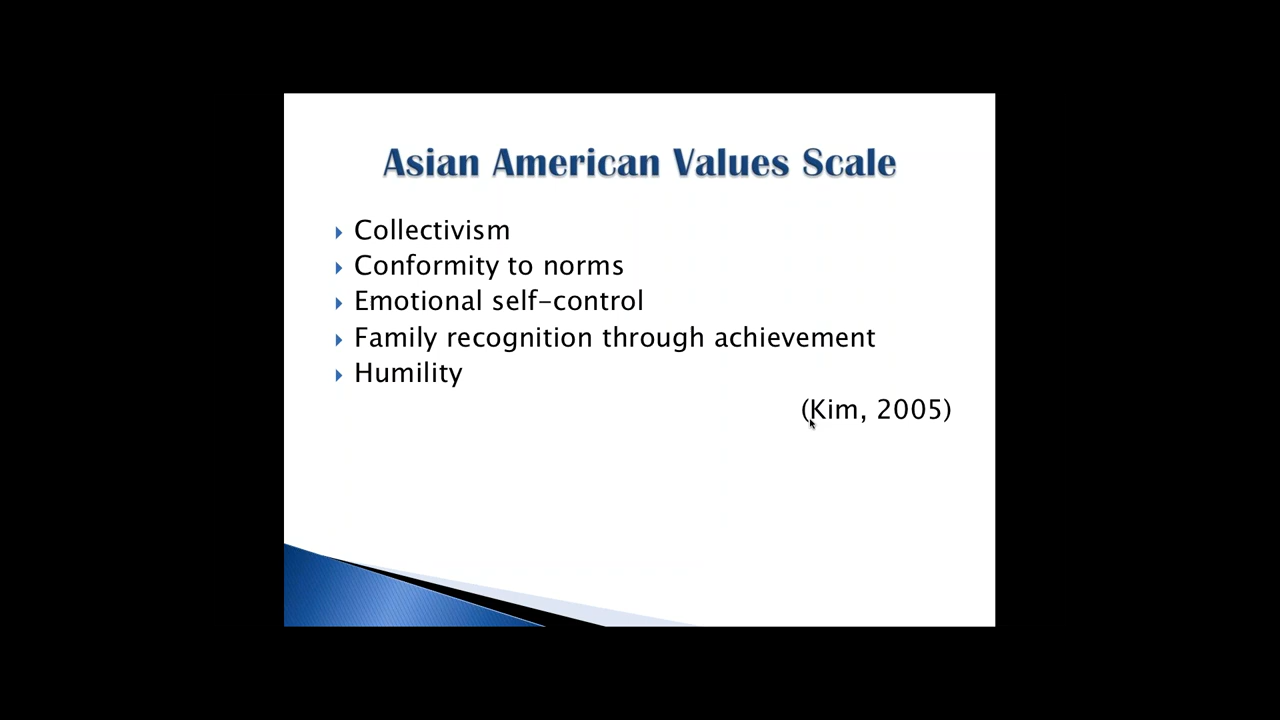 Asian American Values Scale
Collectivism
Conformity to norms
Emotional self-control
Family recognition through achievement
Humility
(Kim, 2005)